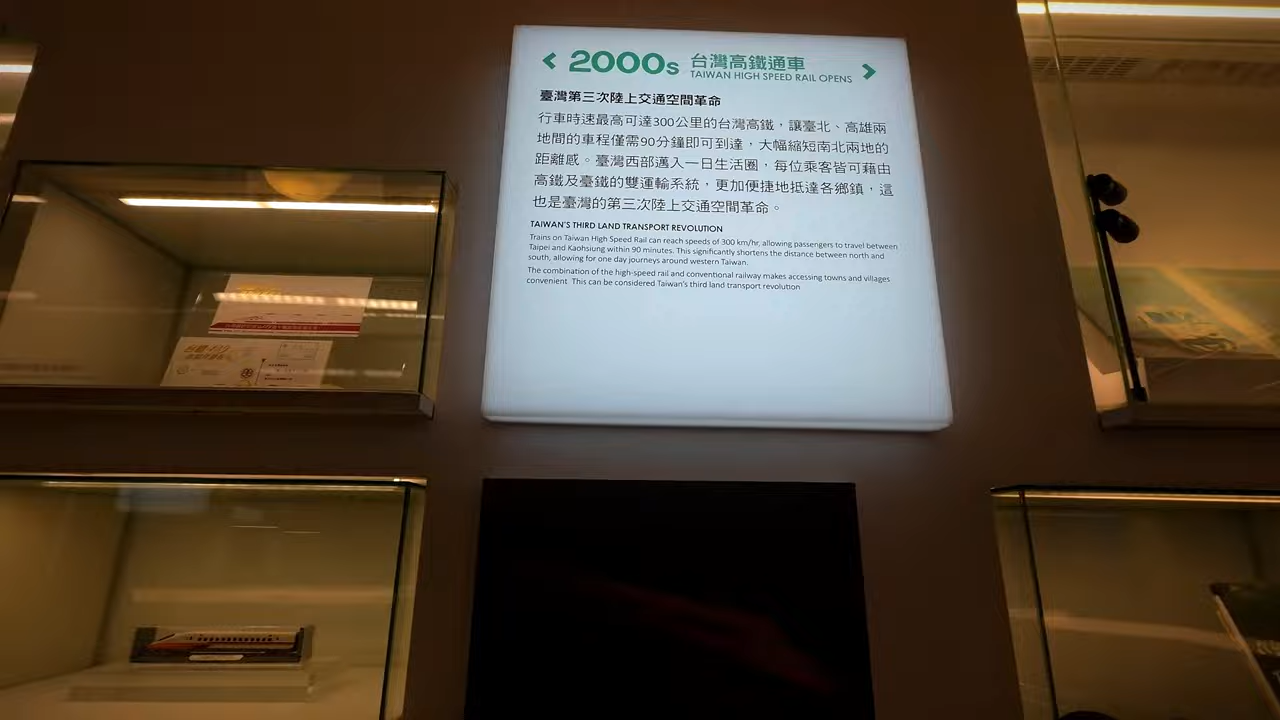 2000s 台灣高鐵通車
TAIWAN HIGH SPEED RAIL OPENS
臺灣第三次陸上交通空間革命
行車時速最高可達300公里的台灣高鐵，讓臺北、高雄兩
地間的車程僅需90分鐘即可到達，大幅縮短南北兩地的
距離感。臺灣西部邁入一日生活圈，每位乘客皆可藉由
高鐵及臺鐵的雙運輸系統，更加便捷地抵達各鄉鎮，這
也是臺灣的第三次陸上交通空間革命。
TAIWAN'S THIRD LAND TRANSPORT REVOLUTION
Trains on Taiwan High Speed Rail can reach speeds of 300 km/hr, allowing passengers to travel between
Taipei and Kaohsiung within 90 minutes. This significantly shortens the distance between north and
south, allowing for one day journeys around western Taiwan.
The combination of the high-speed rail and conventional railway makes accessing towns and villages
convenient This can be considered Taiwan's third land transport revolution